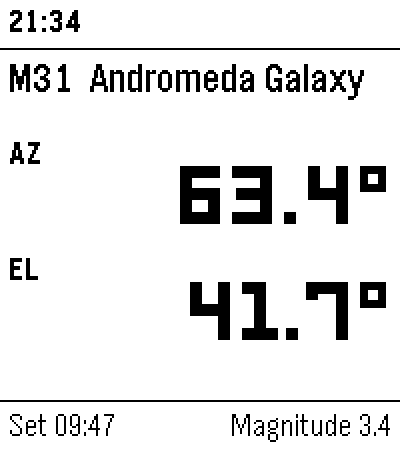 21:34
M31 Andromeda Galaxy
AZ
63.4°
EL
41.7°
Set 09:47 Magnitude 3.4